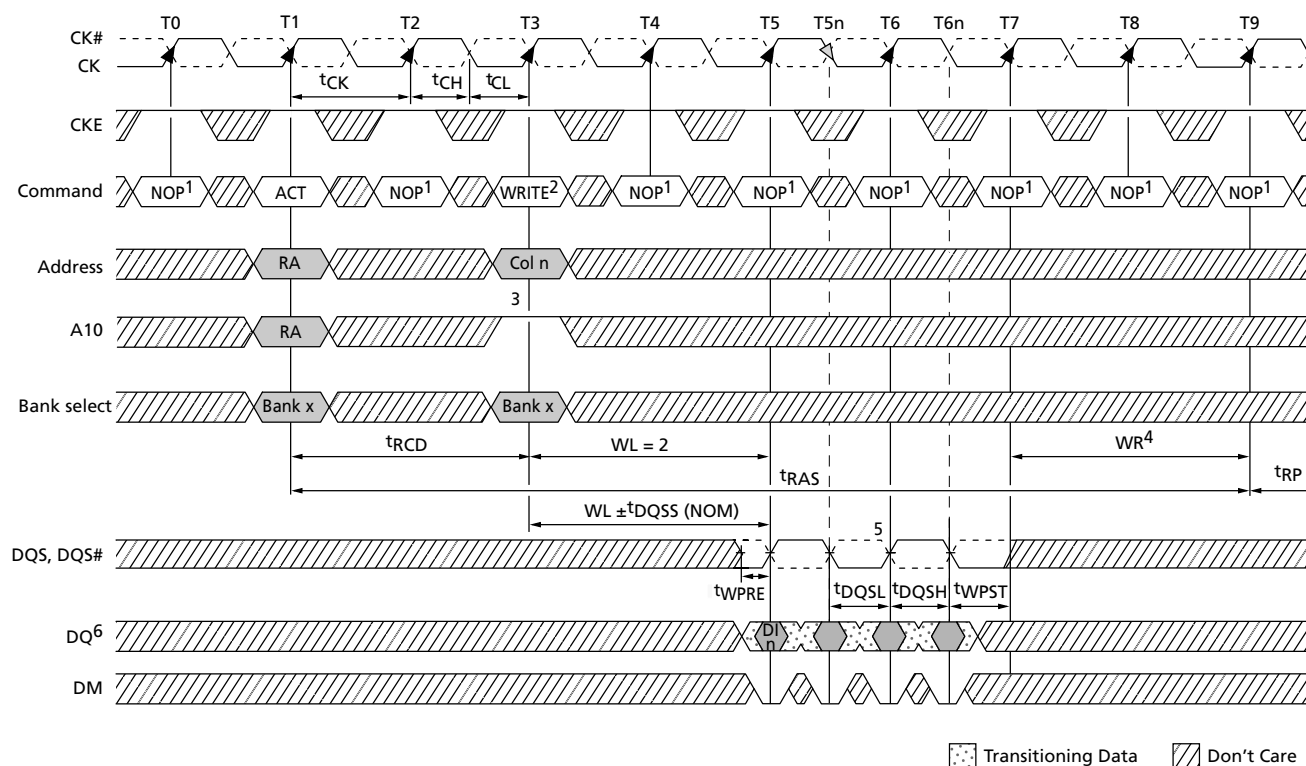 T0 T1 T2 T3 T4 T5 T5n T6 T6n T7 T8 T9
CK#
CK
tCK tCH tCL
CKE
Command NOP1 ACT NOP1 WRITE2 NOP1 NOP1 NOP1 NOP1 NOP1 NOP1
Address RA Col n
3
A10 RA
Bank select Bank x Bank x
tRCD WL = 2 WR4
tRAS tRP
WL ±tDQSS (NOM)
5
DQS, DQS#
tWPRE tDQSL tDQSH tWPST
DQ6 DI
n
DM
Transitioning Data Don't Care